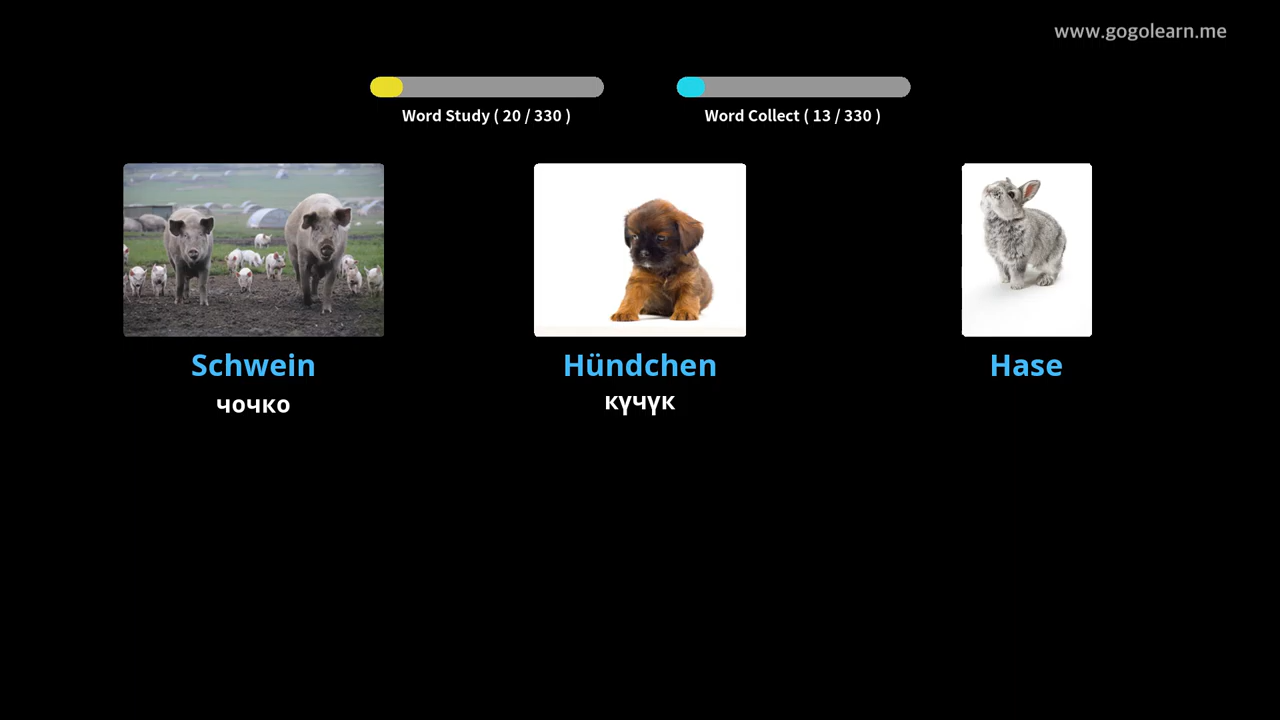 www.gogolearn.me
Word Study ( 20 / 330 )
Word Collect ( 13 / 330 )
Schwein
Hündchen
Hase
чочко
күчүк